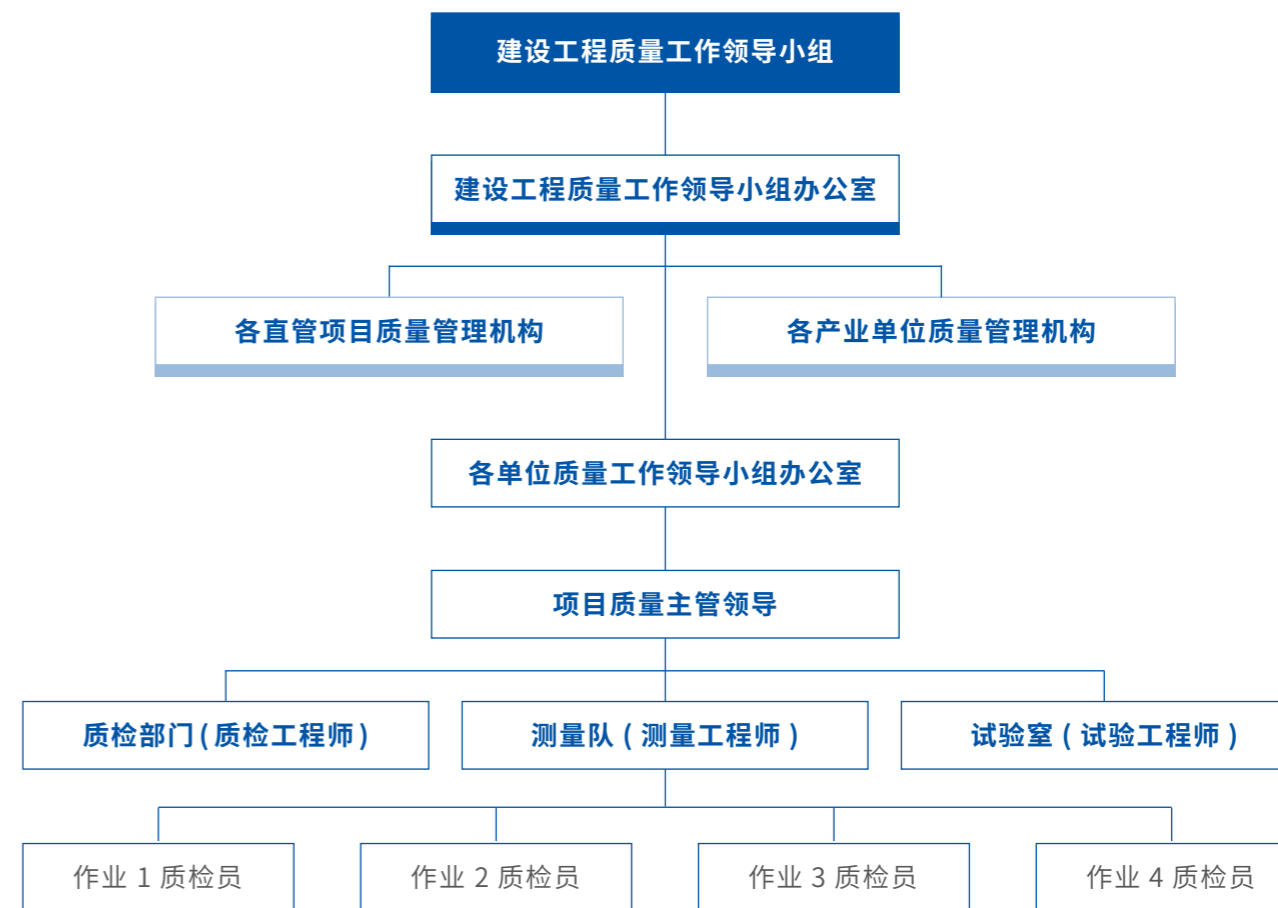 建设工程质量工作领导小组
建设工程质量工作领导小组办公室
各直管项目质量管理机构
各产业单位质量管理机构
各单位质量工作领导小组办公室
项目质量主管领导
质检部门(质检工程师)
测量队(测量工程师)
试验室(试验工程师)
作业 1 质检员
作业 2 质检员
作业 3 质检员
作业 4 质检员